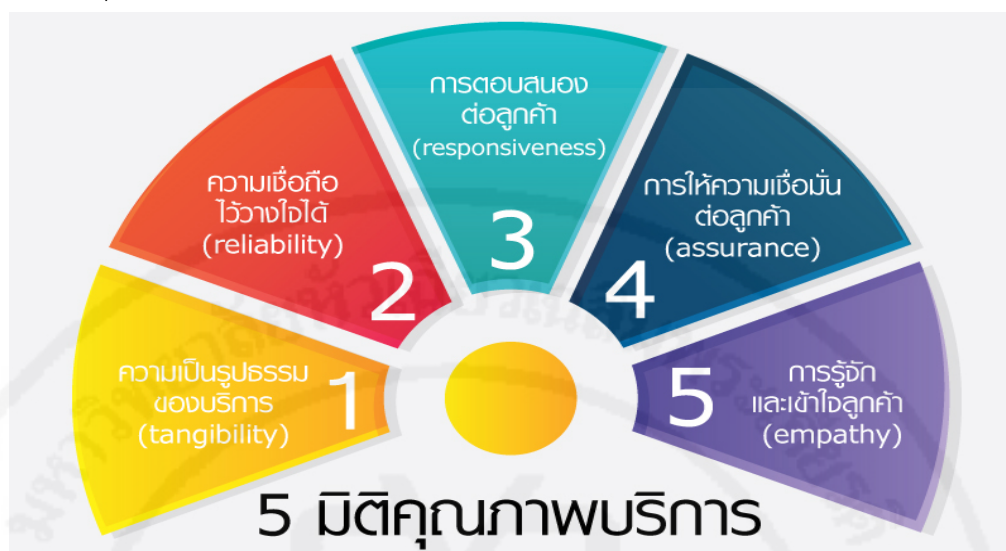 ความเป็นรูปธรรม
ของบริการ
(tangibility)
1
ความเชื่อถือ
ไว้วางใจได้
(reliability)
2
การตอบสนอง
ต่อลูกค้า
(responsiveness)
3
การให้ความเชื่อมั่น
ต่อลูกค้า
(assurance)
4
การรู้จัก
และเข้าใจลูกค้า
(empathy)
5
5 มิติคุณภาพบริการ